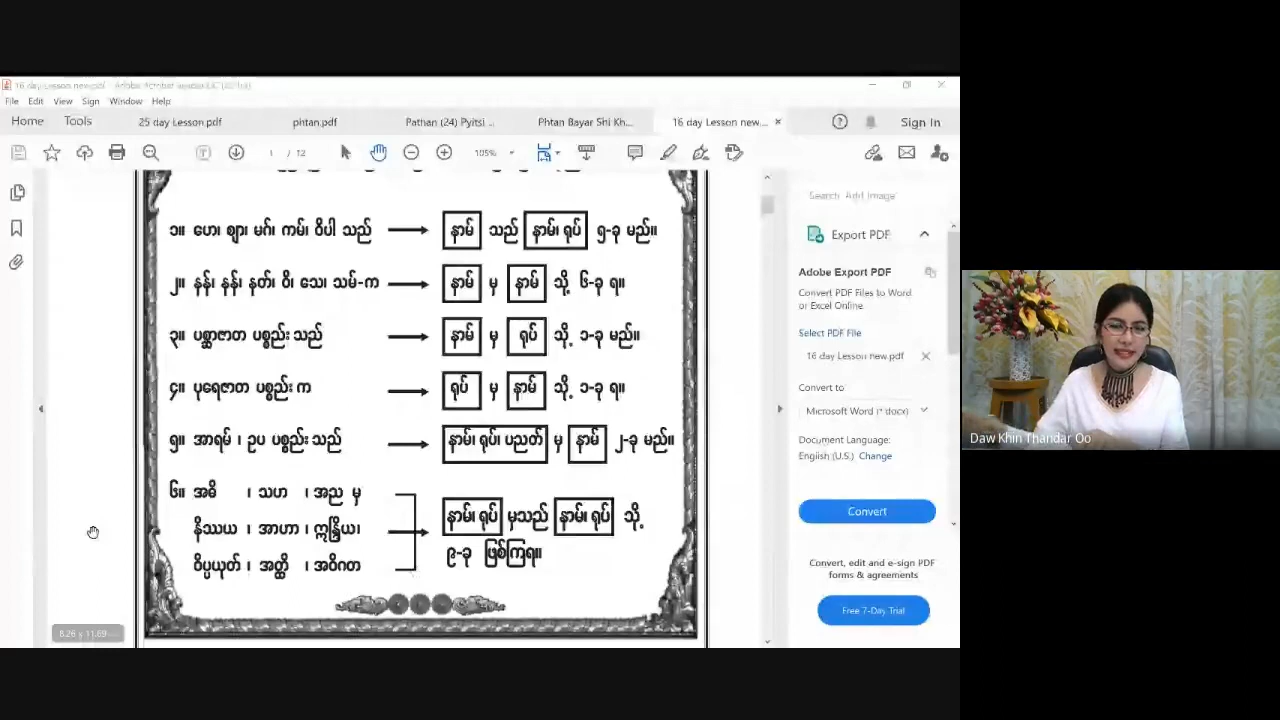 16 day Lesson new.pdf - Adobe Acrobat Reader DC (32-bit)
File Edit View Sign Window Help
Home Tools 25 day Lesson.pdf phtan.pdf Pathan (24) Pyitsi ... Phtan Bayar Shi Kh... 16 day Lesson new.... × Sign In
1 / 12 105%
၁။ ဟေ၊ ဈာ၊ မဂ်၊ ကမ်၊ ဝိပါ သည် နာမ် သည် နာမ်၊ ရုပ် ၅-ခု မည်။
၂။ နန်၊ နန်၊ နတ်၊ ဝိ၊ သေ၊ သမ်-က နာမ် မှ နာမ် သို့ ၆-ခု ရ။
၃။ ပစ္ဆာဇာတ ပစ္စည်း သည် နာမ် မှ ရုပ် သို့ ၁-ခု မည်။
၄။ ပုရေဇာတ ပစ္စည်း က ရုပ် မှ နာမ် သို့ ၁-ခု ရ။
၅။ အာရမ် ၊ ဥပ ပစ္စည်း သည် နာမ်၊ ရုပ်၊ ပညတ် မှ နာမ် ၂-ခု မည်။
၆။ အဓိ ၊ သဟ ၊ အည မှ
နိဿယ ၊ အာဟာ ၊ ဣန္ဒြိယ၊ နာမ်၊ ရုပ် မှသည် နာမ်၊ ရုပ် သို့
ဝိပ္ပယုတ် ၊ အတ္ထိ ၊ အဝိဂတ ၉-ခု ဖြစ်ကြရ။
8.26 x 11.69
Search 'Add Image'
Export PDF
Adobe Export PDF
Convert PDF Files to Word
or Excel Online
Select PDF File
16 day Lesson new.pdf ×
Convert to
Microsoft Word (*.docx)
Document Language:
English (U.S.) Change
Convert
Convert, edit and e-sign PDF
forms & agreements
Free 7-Day Trial
Daw Khin Thandar Oo